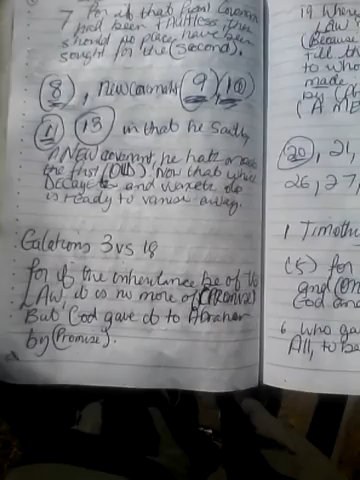 7 For if that first covenant
had been faultless then
should no place have been
sought for the (second).
(8), new covenant (9) (10)
(11) (13) in that he saith,
A NEW covenant, he hath made
the first (OLD). now that which
decayeth and waxeth
is ready to vanish away.
Galatians 3 vs 18
for if the inheritance be of the
LAW, it is no more of (PROMISE)
But God gave it to Abraham
by (Promise).
19 Where
LAW
(Because
Till th
to who
made
by (A
(A ME
(20), 21,
26, 27,
1 Timoth
(5) for
and (ON
God an
6 who ga
All, to be